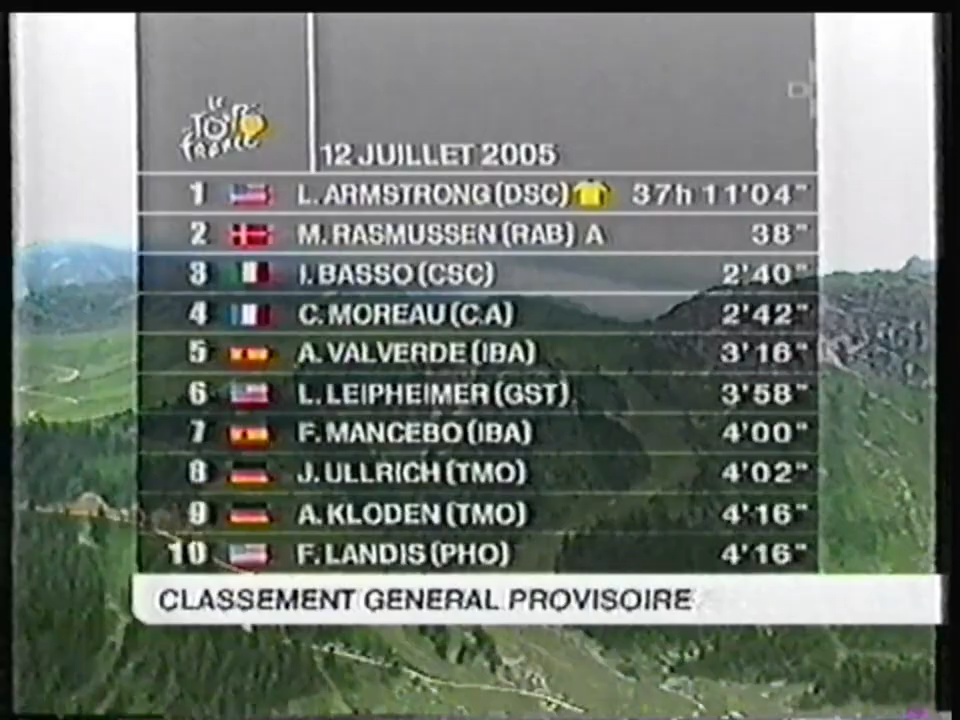 LE TOUR de FRANCE
12 JUILLET 2005
1 L. ARMSTRONG (DSC) 37h 11'04"
2 M. RASMUSSEN (RAB) A 38"
3 I. BASSO (CSC) 2'40"
4 C. MOREAU (C.A) 2'42"
5 A. VALVERDE (IBA) 3'16"
6 L. LEIPHEIMER (GST) 3'58"
7 F. MANCEBO (IBA) 4'00"
8 J. ULLRICH (TMO) 4'02"
9 A. KLODEN (TMO) 4'16"
10 F. LANDIS (PHO) 4'16"
CLASSEMENT GENERAL PROVISOIRE